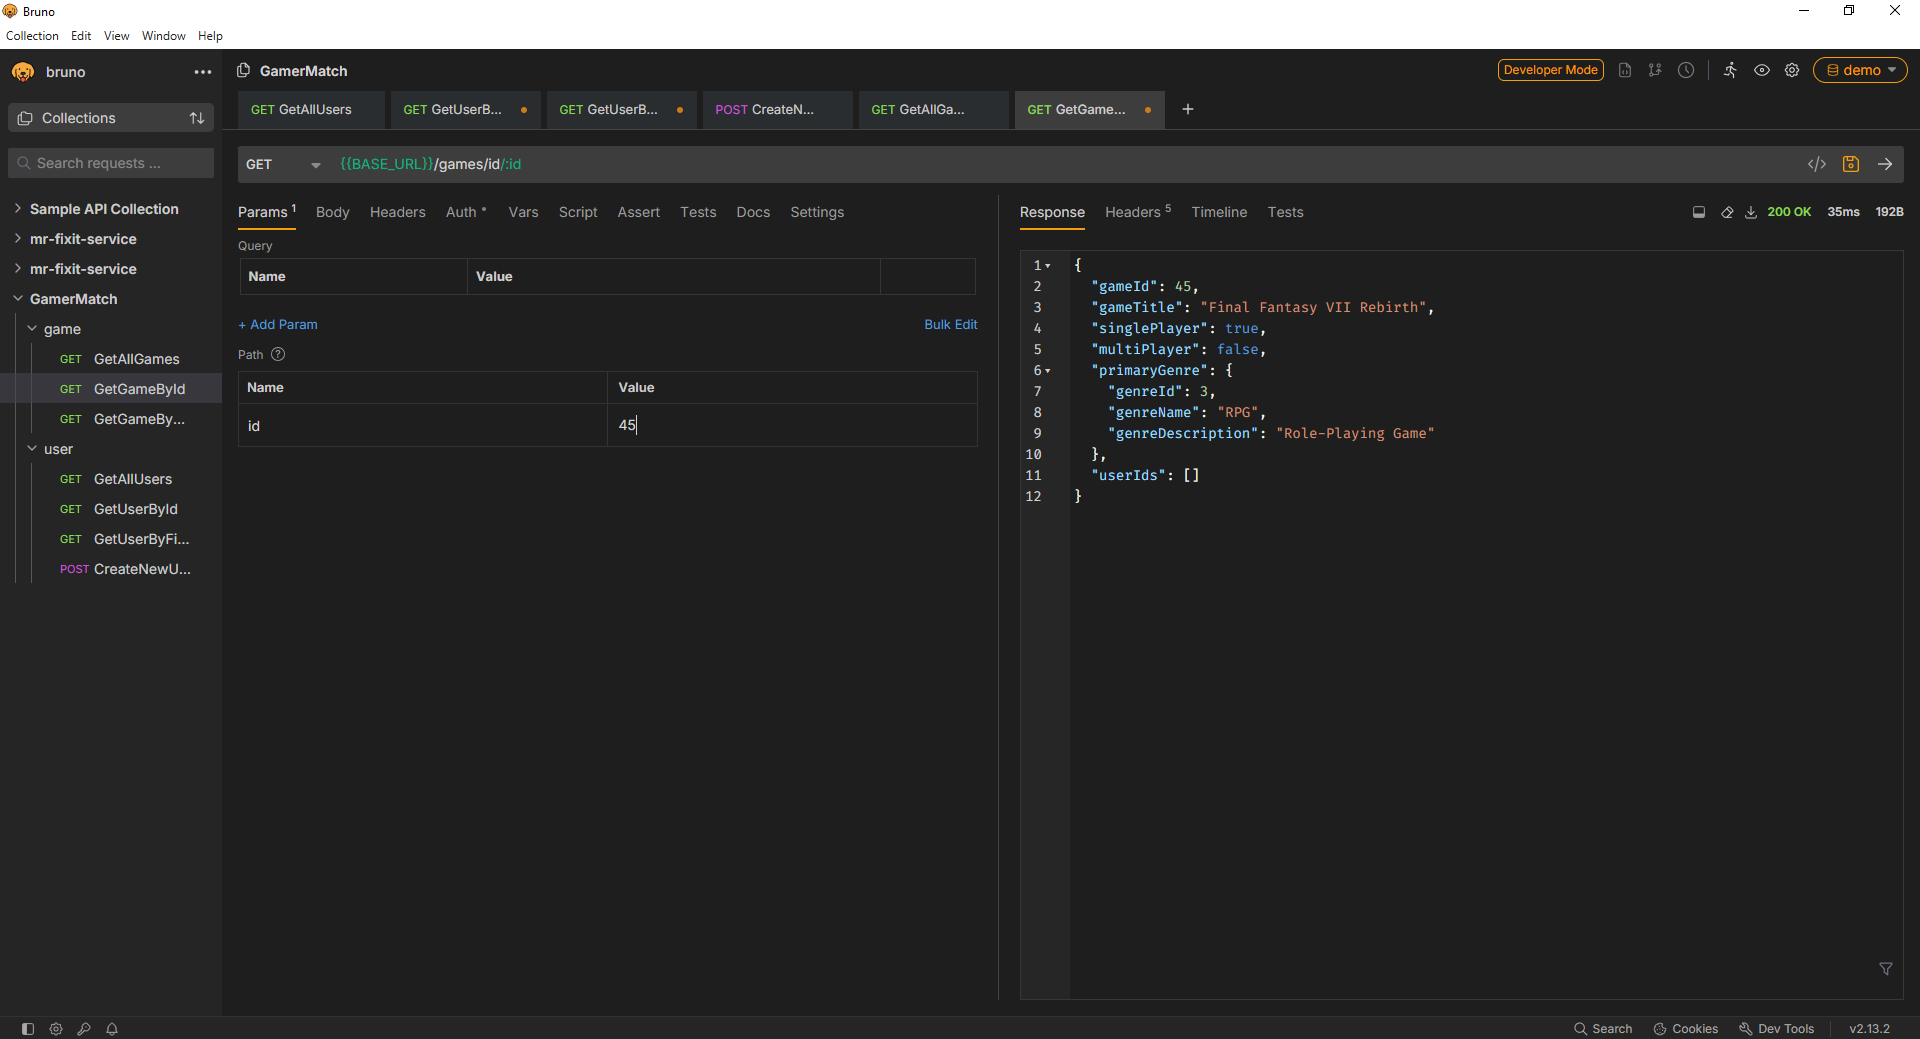 Bruno
Collection Edit View Window Help
bruno
GamerMatch
Developer Mode
demo
Collections
GET GetAllUsers
GET GetUserB...
GET GetUserB...
POST CreateN...
GET GetAllGa...
GET GetGame...
Search requests ...
GET
{{BASE_URL}}/games/id/:id
Sample API Collection
mr-fixit-service
mr-fixit-service
GamerMatch
game
GET GetAllGames
GET GetGameById
GET GetGameBy...
user
GET GetAllUsers
GET GetUserById
GET GetUserByFi...
POST CreateNewU...
Params 1 Body Headers Auth Vars Script Assert Tests Docs Settings
Query
Name Value
+ Add Param Bulk Edit
Path
Name Value
id 45
Response Headers 5 Timeline Tests
200 OK 35ms 192B
1 {
2 "gameId": 45,
3 "gameTitle": "Final Fantasy VII Rebirth",
4 "singlePlayer": true,
5 "multiPlayer": false,
6 "primaryGenre": {
7 "genreId": 3,
8 "genreName": "RPG",
9 "genreDescription": "Role-Playing Game"
10 },
11 "userIds": []
12 }
Search Cookies Dev Tools v2.13.2